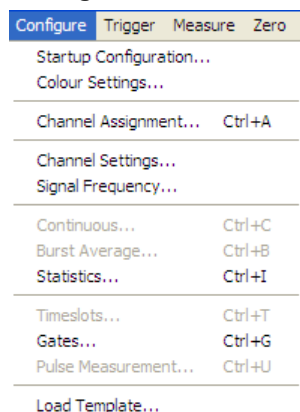 Configure Trigger Measure Zero
Startup Configuration...
Colour Settings...
Channel Assignment... Ctrl+A
Channel Settings...
Signal Frequency...
Continuous... Ctrl+C
Burst Average... Ctrl+B
Statistics... Ctrl+I
Timeslots... Ctrl+T
Gates... Ctrl+G
Pulse Measurement... Ctrl+U
Load Template...